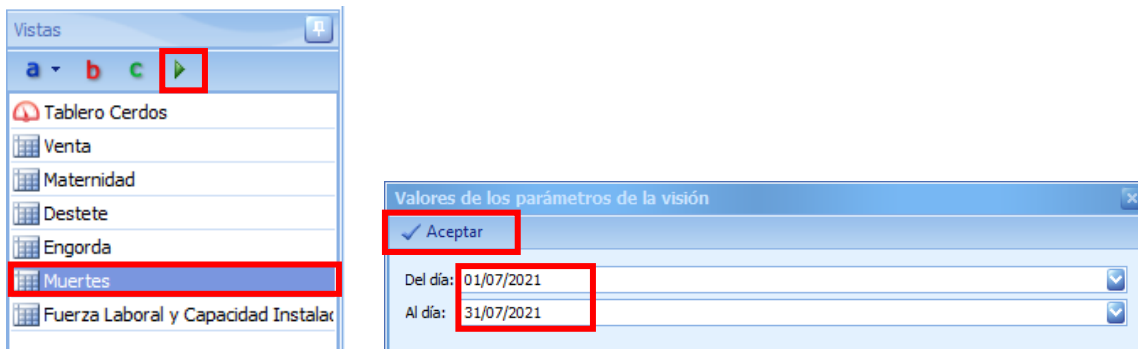 Vistas
a b c
Tablero Cerdos
Venta
Maternidad
Destete
Engorda
Muertes
Fuerza Laboral y Capacidad Instalac
Valores de los parámetros de la visión
Aceptar
Del día: 01/07/2021
Al día: 31/07/2021